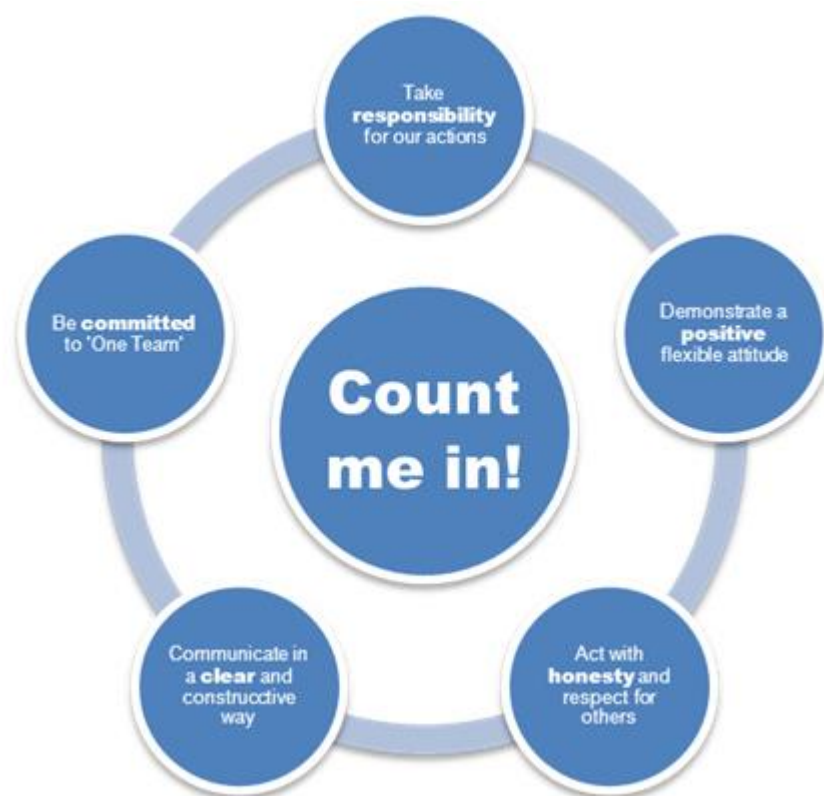 Take
responsibility
for our actions
Demonstrate a
positive
flexible attitude
Act with
honesty and
respect for
others
Communicate in
a clear and
construcctive
way
Be committed
to 'One Team'
Count
me in!